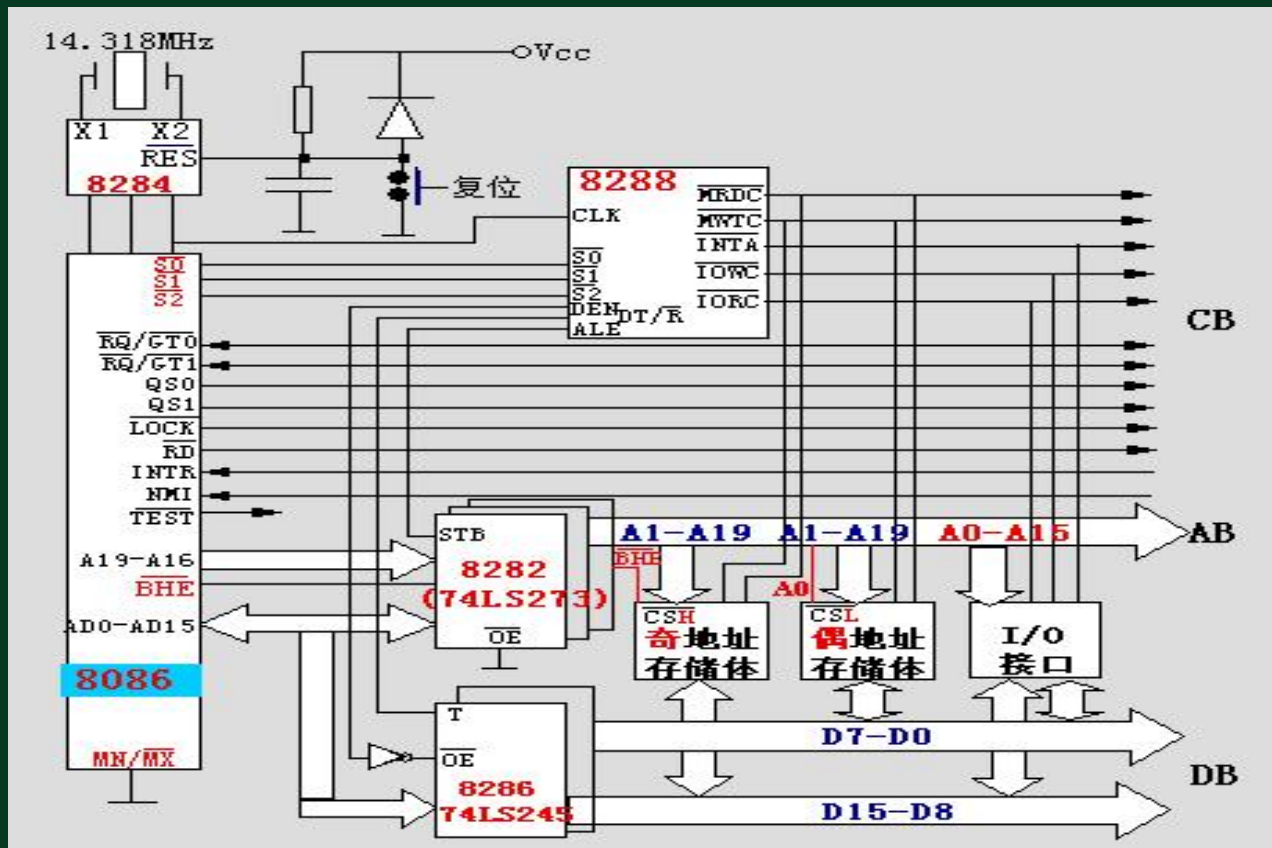 14.318MHz
Vcc
X1 X2
RES
8284
复位
8288
CLK
S0
S1
S2
DEN
DT/R
ALE
MRDC
MWTC
INTA
IOWC
IORC
CB
S0
S1
S2
RQ/GT0
RQ/GT1
QS0
QS1
LOCK
RD
INTR
NMI
TEST
A19-A16
BHE
AD0-AD15
8086
MN/MX
STB
8282
(74LS273)
OE
A1-A19 A1-A19 A0-A15
AB
BHE
A0
CSH
奇地址
存储体
CSL
偶地址
存储体
I/O
接口
T
OE
8286
74LS245
D7-D0
DB
D15-D8